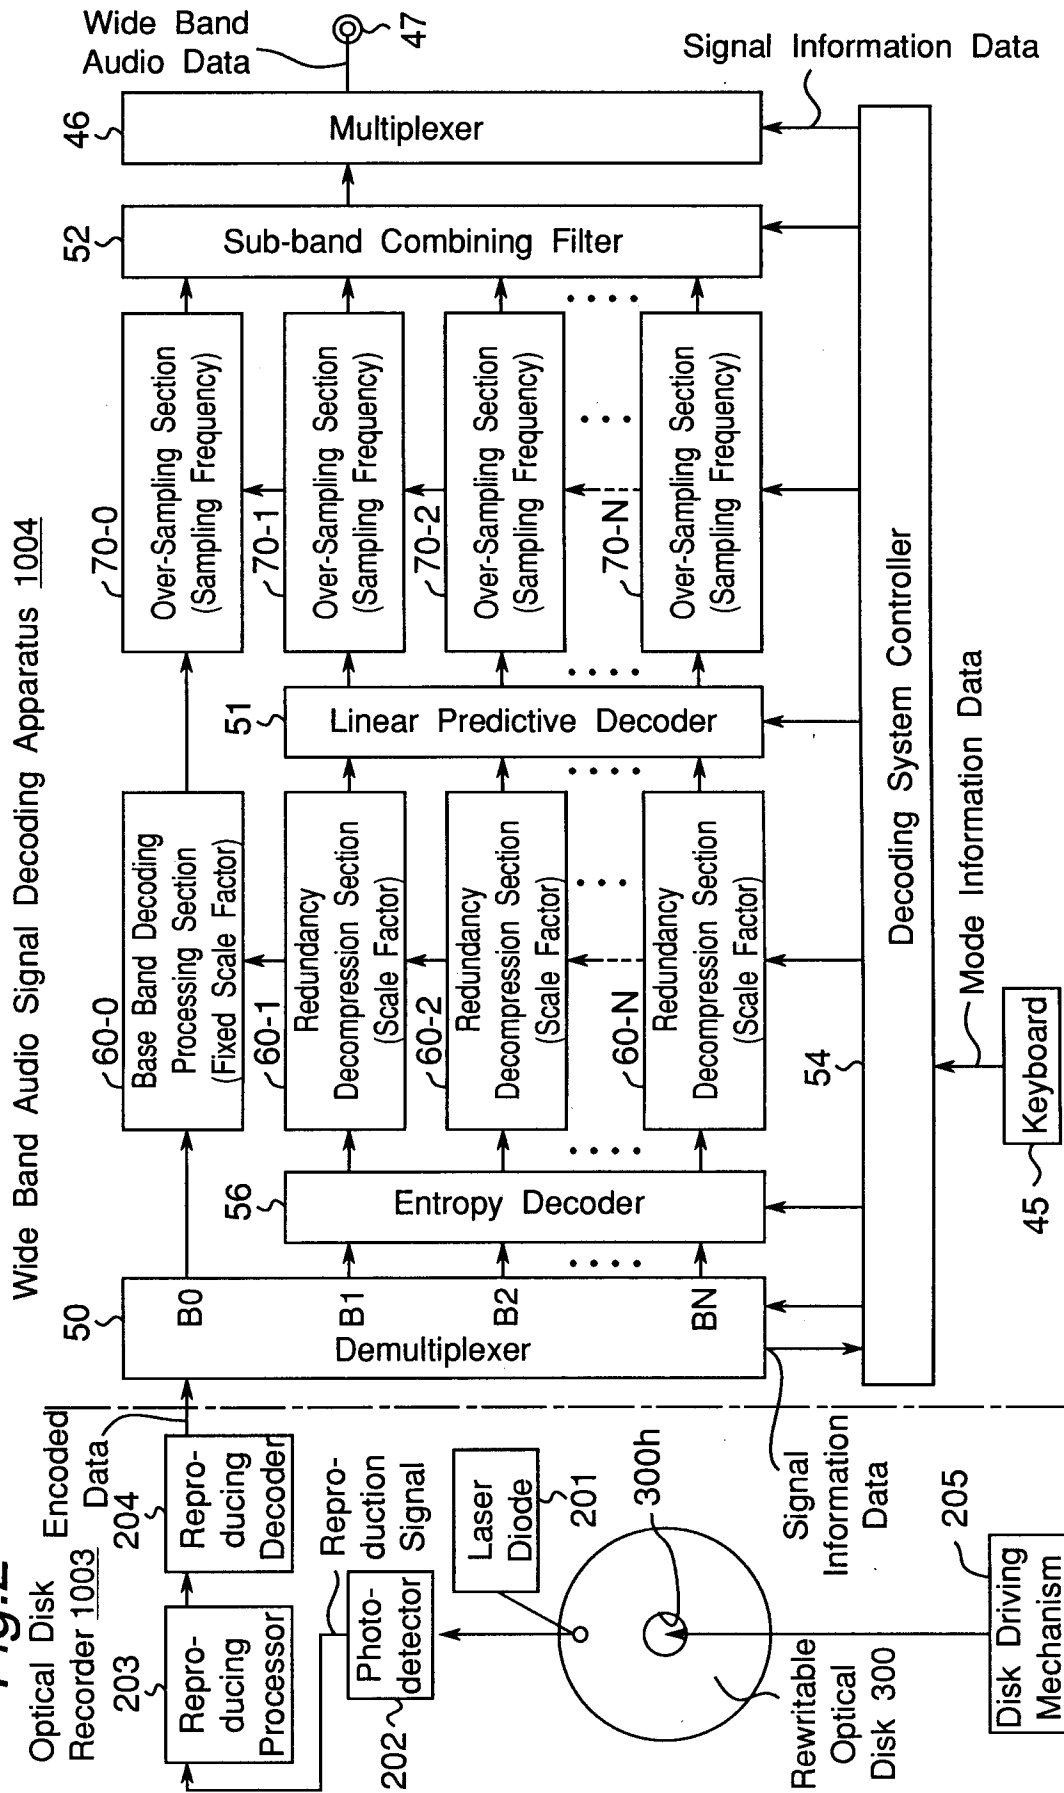 Fig.2
Wide Band Audio Signal Decoding Apparatus 1004
Optical Disk
Recorder 1003
Encoded
Data
203
Repro-
ducing
Processor
204
Repro-
ducing
Decoder
Repro-
duction
Signal
202
Photo-
detector
Laser
Diode
201
300h
Rewritable
Optical
Disk 300
205
Disk Driving
Mechanism
Signal
Information
Data
50
B0
B1
B2
BN
Demultiplexer
56
Entropy Decoder
60-0
Base Band Decoding
Processing Section
(Fixed Scale Factor)
60-1
Redundancy
Decompression Section
(Scale Factor)
60-2
Redundancy
Decompression Section
(Scale Factor)
60-N
Redundancy
Decompression Section
(Scale Factor)
51
Linear Predictive Decoder
70-0
Over-Sampling Section
(Sampling Frequency)
70-1
Over-Sampling Section
(Sampling Frequency)
70-2
Over-Sampling Section
(Sampling Frequency)
70-N
Over-Sampling Section
(Sampling Frequency)
52
Sub-band Combining Filter
46
Multiplexer
Wide Band
Audio Data
47
Signal Information Data
54
Decoding System Controller
Mode Information Data
45
Keyboard